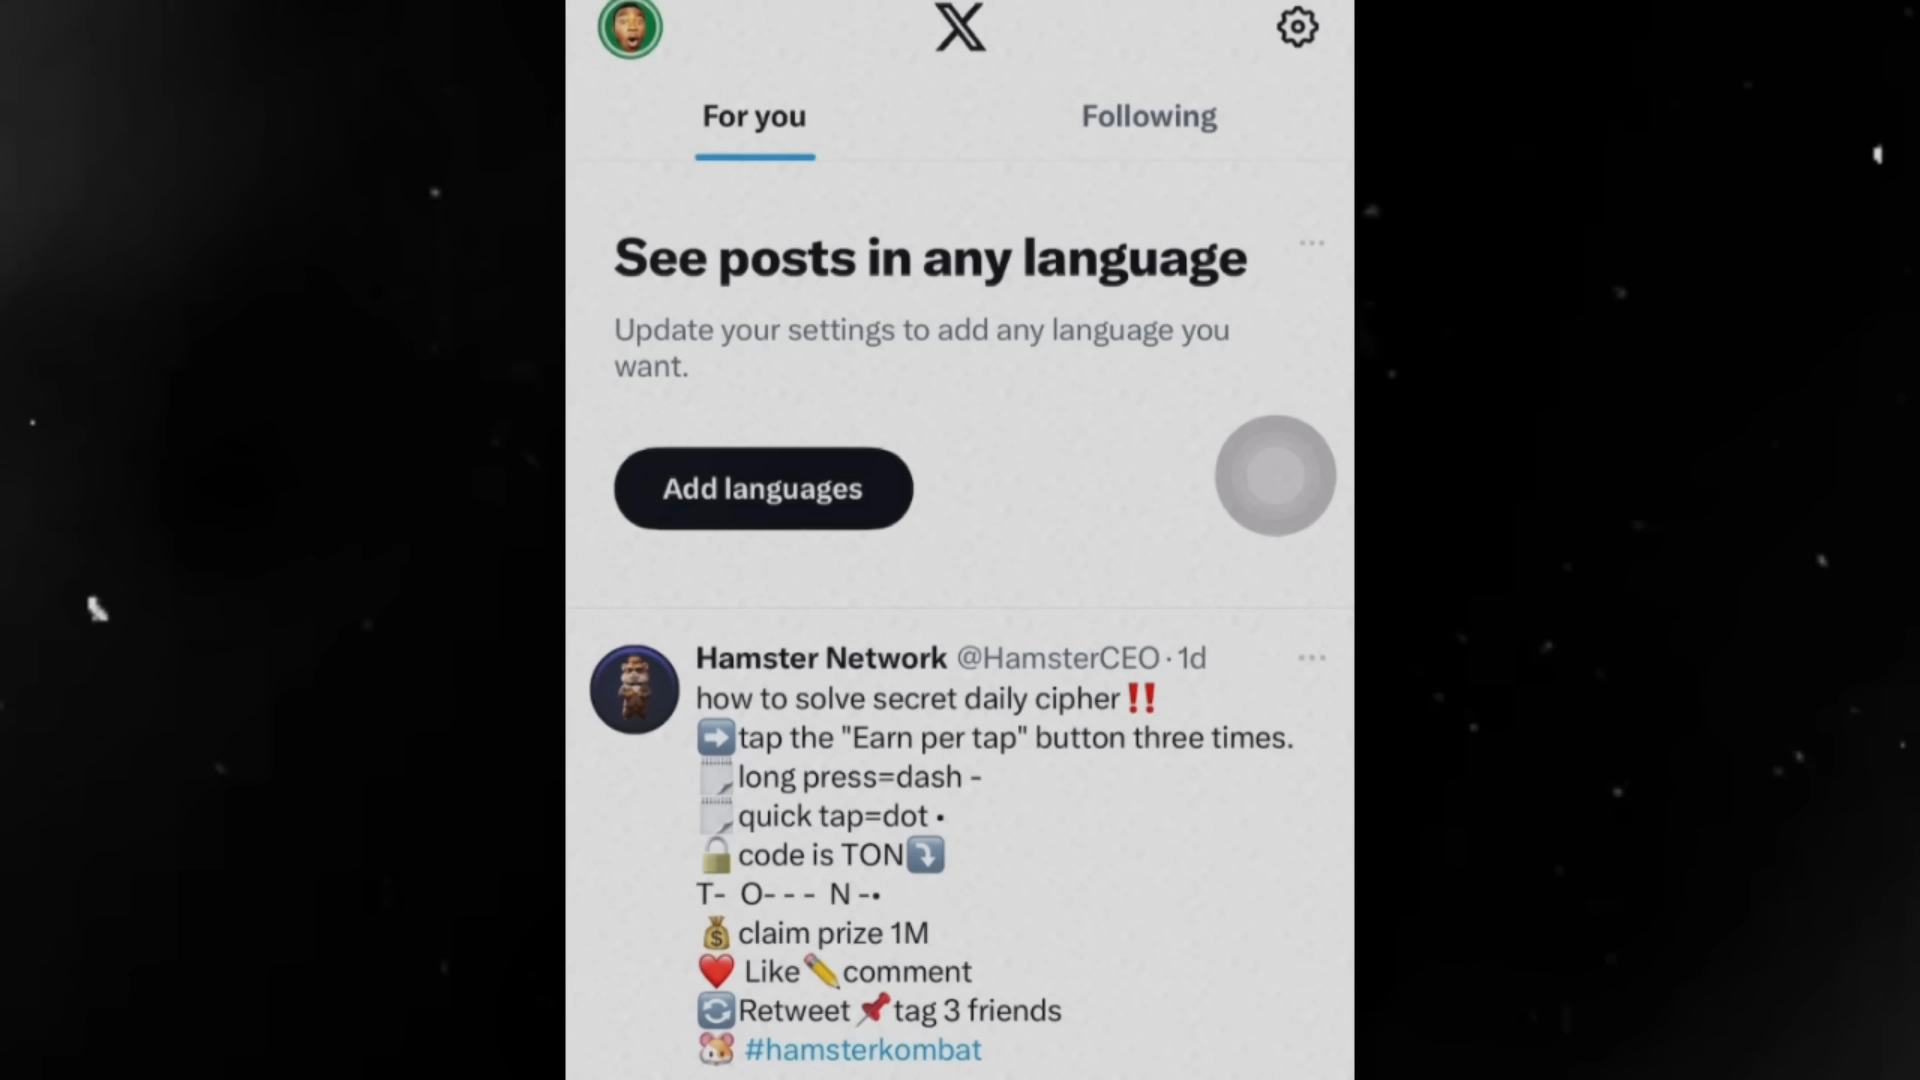 For you
Following
See posts in any language
Update your settings to add any language you
want.
Add languages
Hamster Network @HamsterCEO · 1d
how to solve secret daily cipher‼️
➡️tap the "Earn per tap" button three times.
🗒️long press=dash -
🗒️quick tap=dot •
🔓code is TON⤵️
T- O- - - N -•
💰claim prize 1M
❤️ Like✏️comment
🔄Retweet📌tag 3 friends
🐹 #hamsterkombat